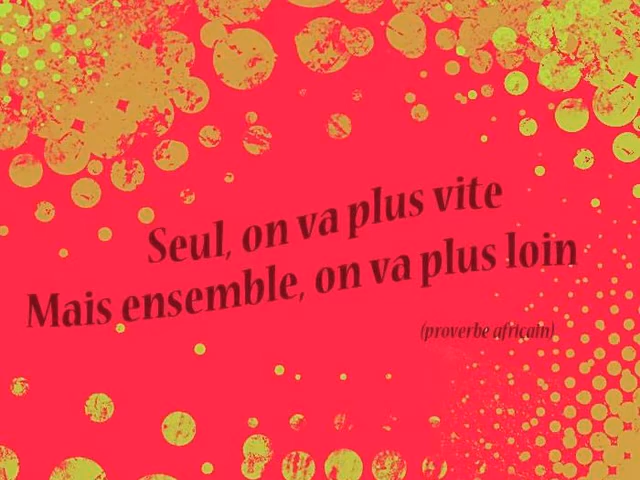 Seul, on va plus vite
Mais ensemble, on va plus loin
(proverbe africain)